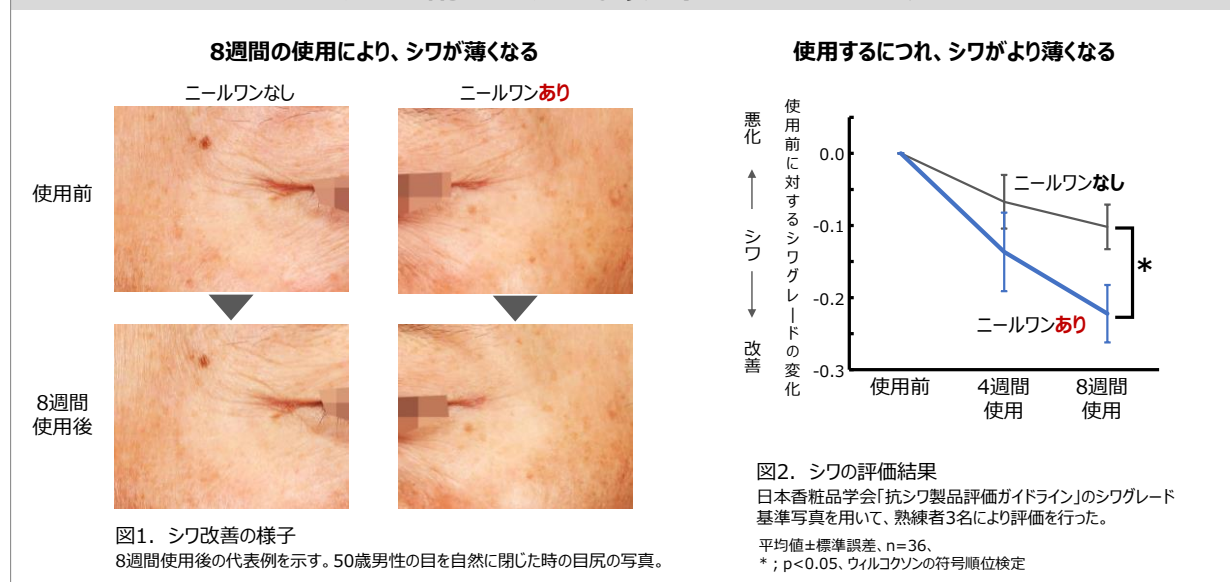 8週間の使用により、シワが薄くなる
ニールワンなし
ニールワンあり
使用前
8週間
使用後
図1. シワ改善の様子
8週間使用後の代表例を示す。50歳男性の目を自然に閉じた時の目尻の写真。
使用するにつれ、シワがより薄くなる
悪化
シワ
改善
使用前に対するシワグレードの変化
0.0
-0.1
-0.2
-0.3
ニールワンなし
*
ニールワンあり
使用前
4週間
使用
8週間
使用
図2. シワの評価結果
日本香粧品学会「抗シワ製品評価ガイドライン」のシワグレード
基準写真を用いて、熟練者3名により評価を行った。
平均値±標準誤差、n=36、
* ; p<0.05、ウィルコクソンの符号順位検定